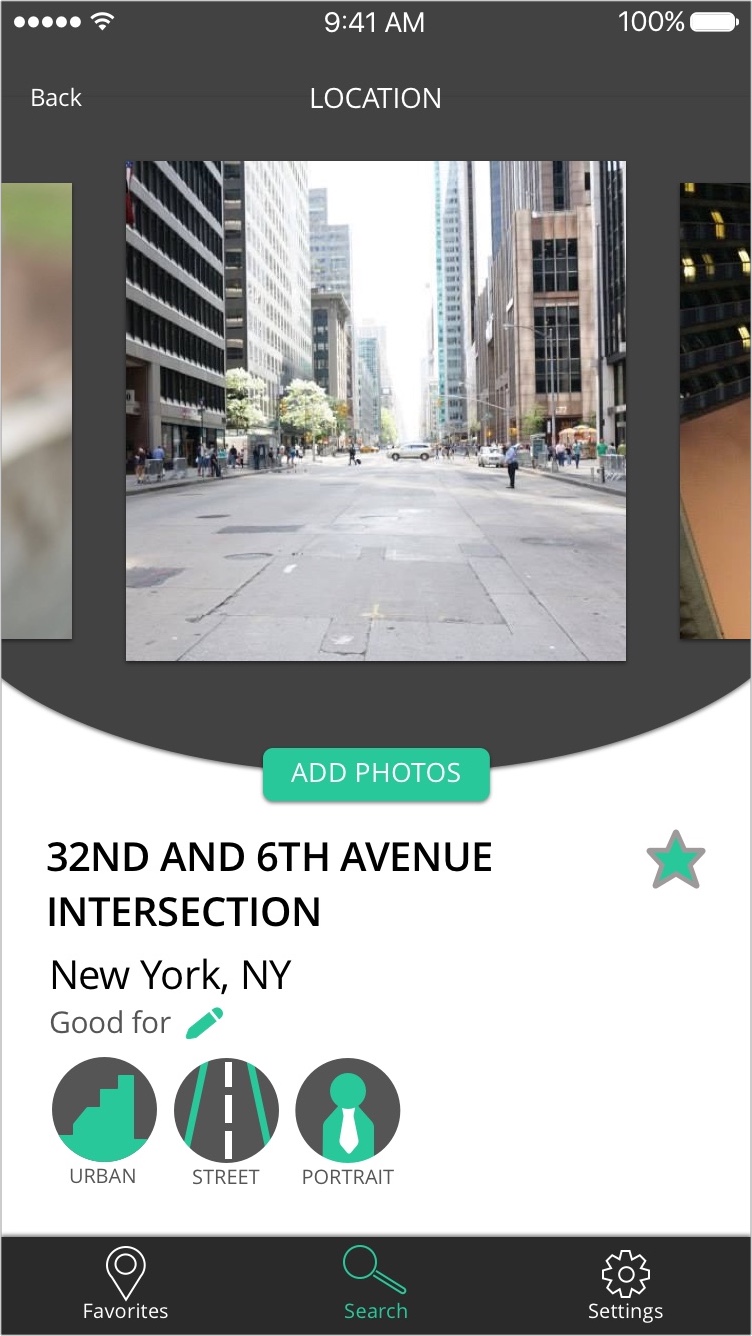 9:41 AM
100%
Back
LOCATION
ADD PHOTOS
32ND AND 6TH AVENUE
INTERSECTION
New York, NY
Good for
URBAN
STREET
PORTRAIT
Favorites
Search
Settings